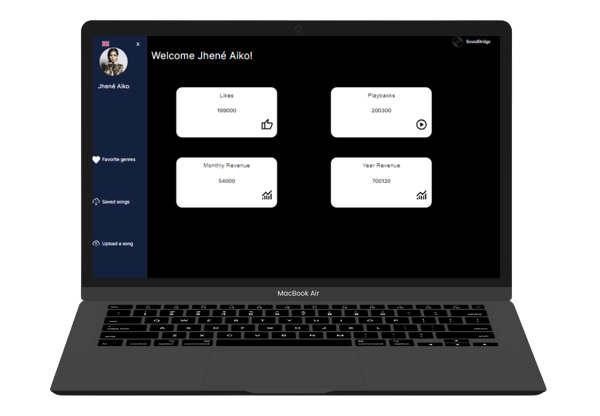 X
SoundBridge
Welcome Jhené Aiko!
Jhené Aiko
Favorite genres
Saved songs
Upload a song
Likes
199000
Playbacks
200300
Monthly Revenue
54000
Year Revenue
700120
MacBook Air